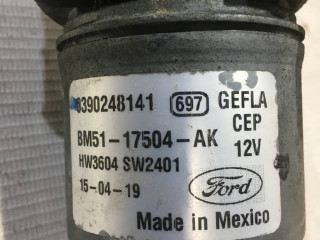 0390248141 697 GEFLA
CEP
BM51-17504-AK 12V
HW3604 SW2401
15-04-19 Ford
Made in Mexico